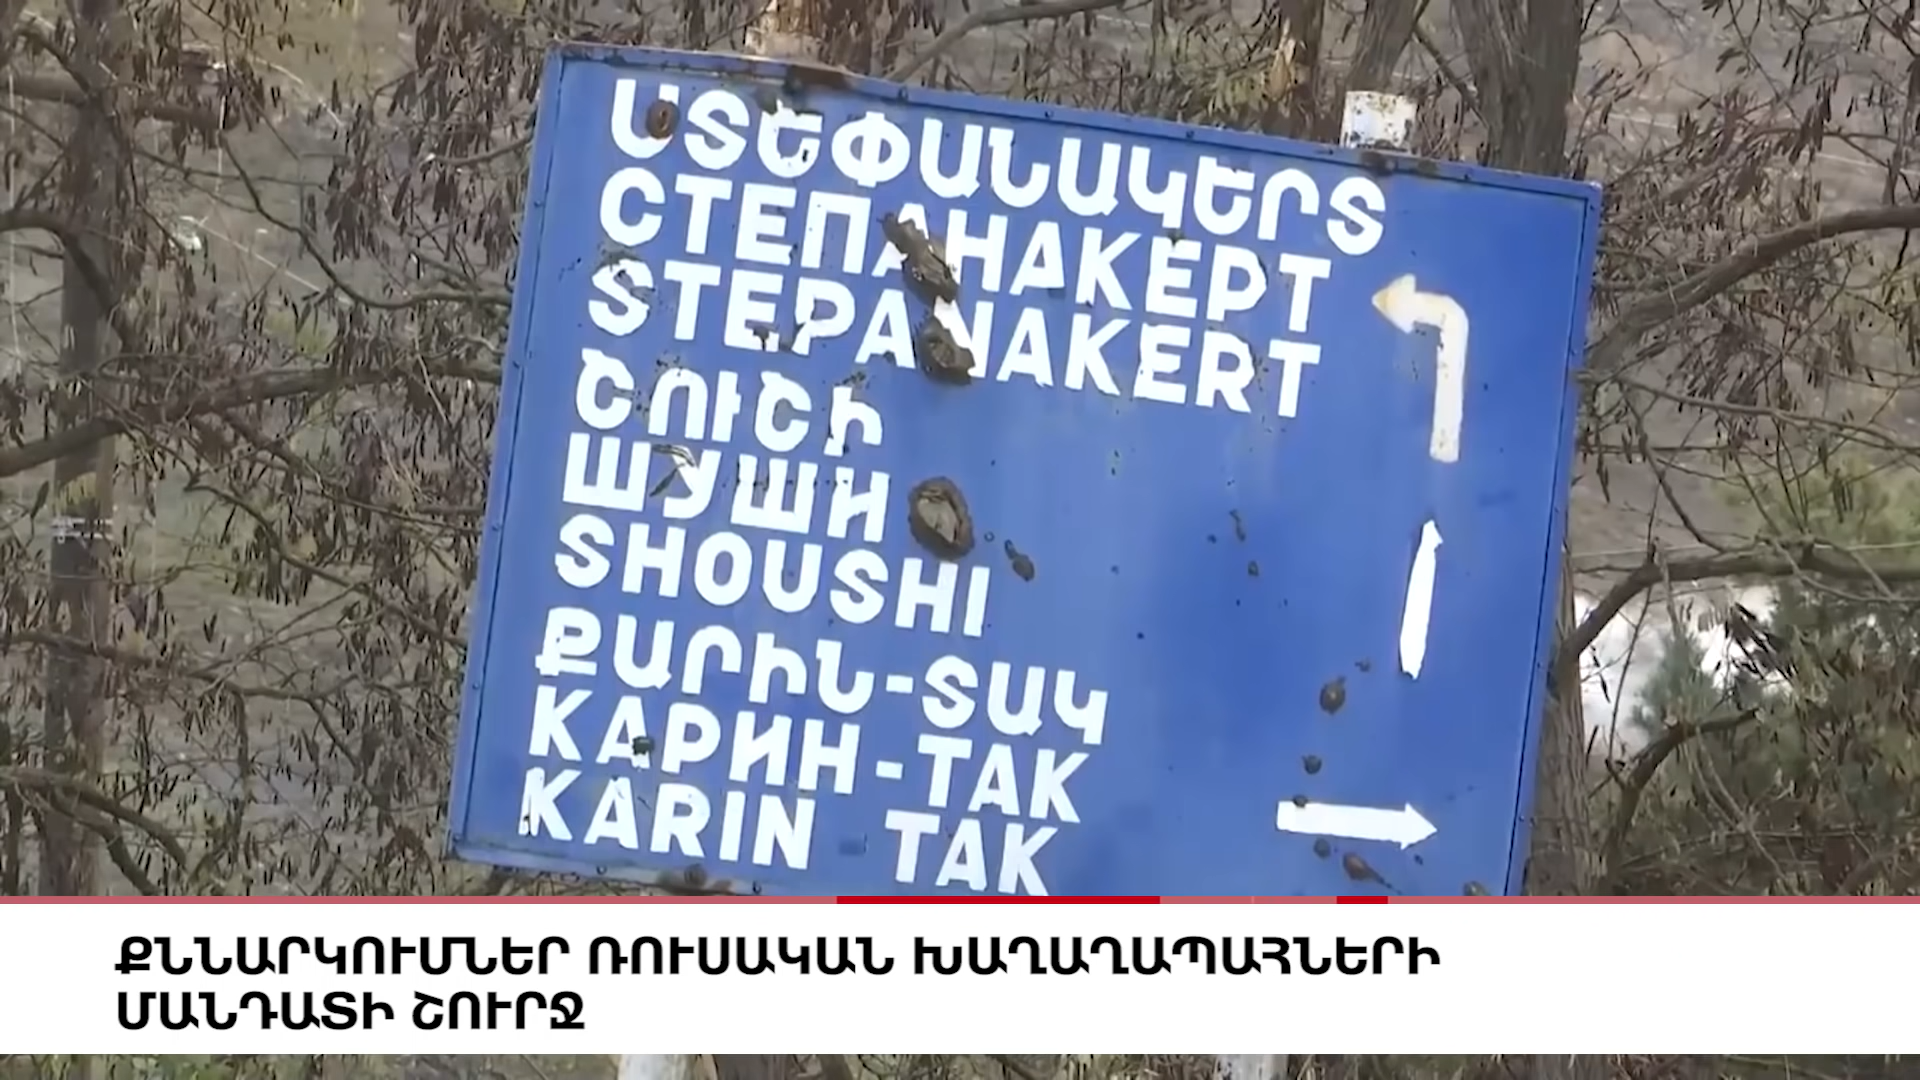 ՍՏԵՓԱՆԱԿԵՐՏ
СТЕПАНАКЕРТ
STEPANAKERT
ՇՈՒՇԻ
ШУШИ
SHOUSHI
ՔԱՐԻՆ-ՏԱԿ
КАРИН-ТАК
KARIN TAK
ՔՆՆԱՐԿՈՒՄՆԵՐ ՌՈՒՍԱԿԱՆ ԽԱՂԱՂԱՊԱՀՆԵՐԻ
ՄԱՆԴԱՏԻ ՇՈՒՐՋ